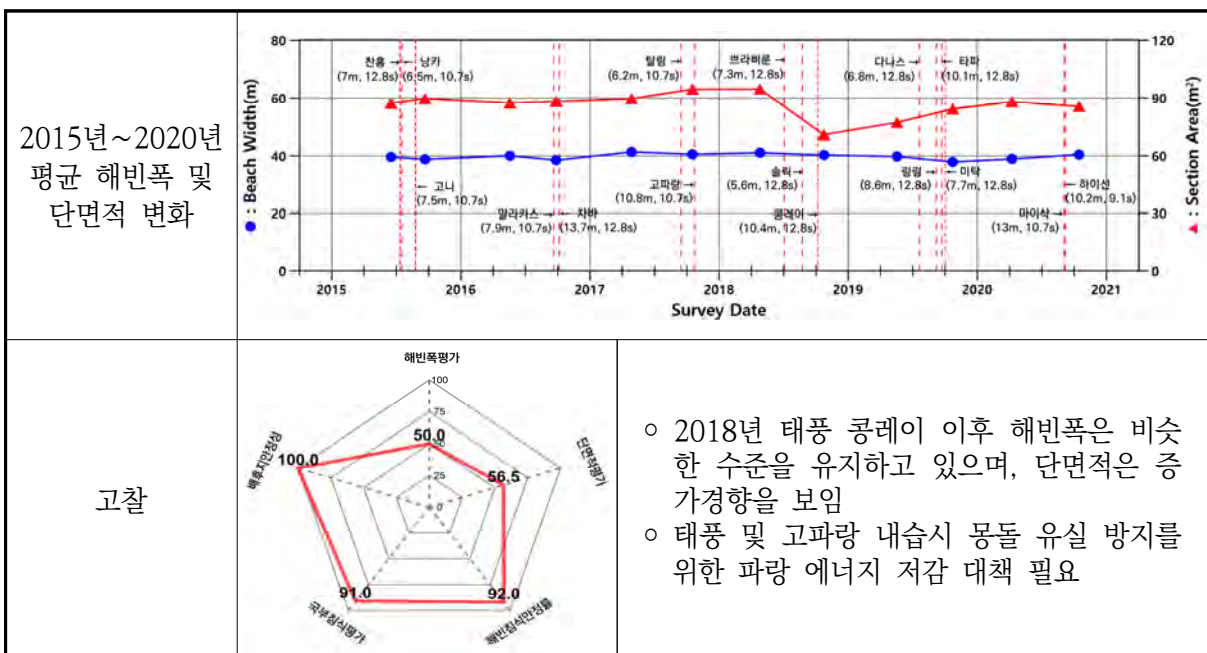 2015년~2020년
평균 해빈폭 및
단면적 변화
● : Beach Width(m)
80
60
40
20
0
120
90
60
30
0
▲ : Section Area(m²)
찬홈 →
(7m, 12.8s)
← 낭카
(6.5m, 10.7s)
← 고니
(7.5m, 10.7s)
말라카스 →
(7.9m, 10.7s)
← 차바
(13.7m, 12.8s)
탈림 →
(6.2m, 10.7s)
고파랑 →
(10.8m, 10.7s)
쁘라삐룬 →
(7.3m, 12.8s)
솔릭 →
(5.6m, 12.8s)
콩레이 →
(10.4m, 12.8s)
다나스 →
(6.8m, 12.8s)
링링 →
(8.6m, 12.8s)
← 타파
(10.1m, 12.8s)
← 미탁
(7.7m, 12.8s)
마이삭 →
(13m, 10.7s)
← 하이선
(10.2m, 9.1s)
2015 2016 2017 2018 2019 2020 2021
Survey Date
고찰
해빈폭평가
100
75
50
25
0
50.0
단면적평가
56.5
해빈침식안정률
92.0
국부침식평가
91.0
배후지안정성
100.0
○ 2018년 태풍 콩레이 이후 해빈폭은 비슷
한 수준을 유지하고 있으며, 단면적은 증
가경향을 보임
○ 태풍 및 고파랑 내습시 몽돌 유실 방지를
위한 파랑 에너지 저감 대책 필요